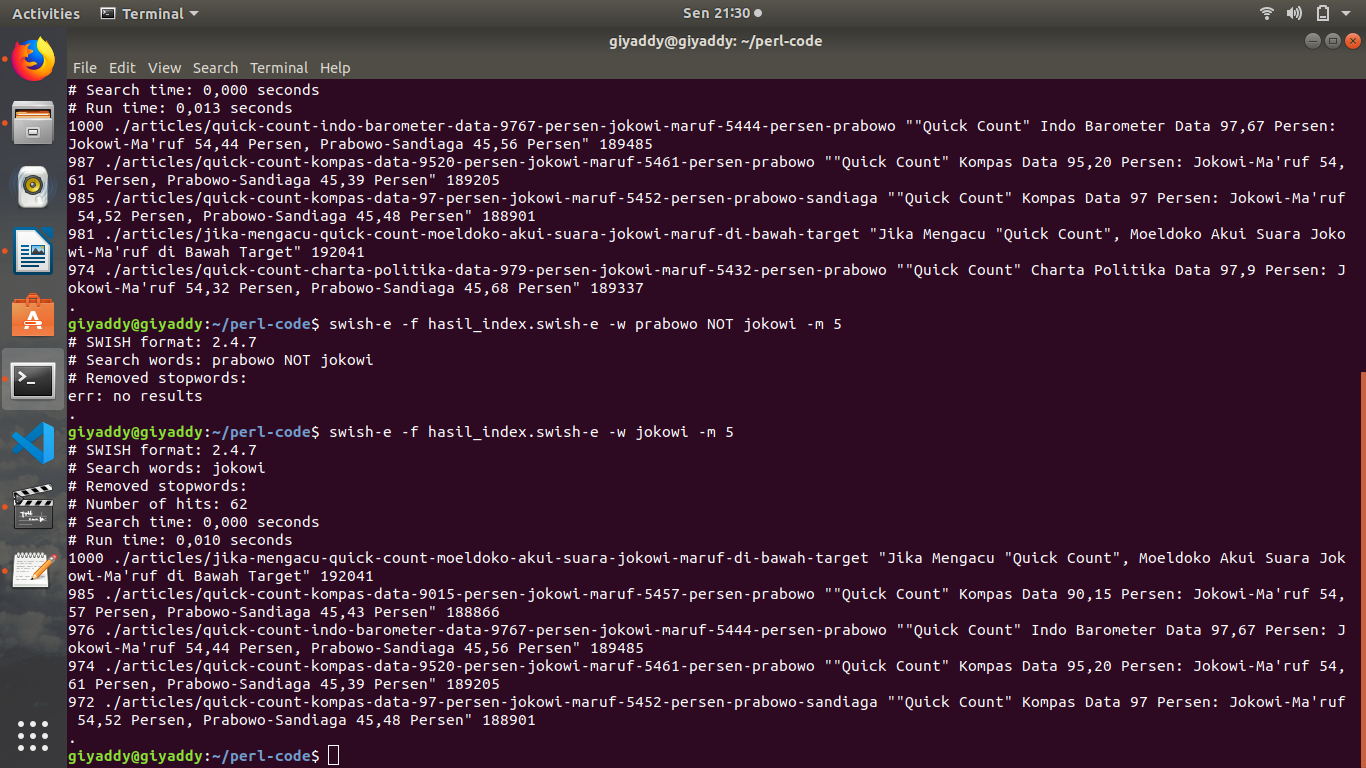 Activities Terminal Sen 21:30
giyaddy@giyaddy: ~/perl-code
File Edit View Search Terminal Help
# Search time: 0,000 seconds
# Run time: 0,013 seconds
1000 ./articles/quick-count-indo-barometer-data-9767-persen-jokowi-maruf-5444-persen-prabowo ""Quick Count" Indo Barometer Data 97,67 Persen:
Jokowi-Ma'ruf 54,44 Persen, Prabowo-Sandiaga 45,56 Persen" 189485
987 ./articles/quick-count-kompas-data-9520-persen-jokowi-maruf-5461-persen-prabowo ""Quick Count" Kompas Data 95,20 Persen: Jokowi-Ma'ruf 54,
61 Persen, Prabowo-Sandiaga 45,39 Persen" 189205
985 ./articles/quick-count-kompas-data-97-persen-jokowi-maruf-5452-persen-prabowo-sandiaga ""Quick Count" Kompas Data 97 Persen: Jokowi-Ma'ruf
54,52 Persen, Prabowo-Sandiaga 45,48 Persen" 188901
981 ./articles/jika-mengacu-quick-count-moeldoko-akui-suara-jokowi-maruf-di-bawah-target "Jika Mengacu "Quick Count", Moeldoko Akui Suara Joko
wi-Ma'ruf di Bawah Target" 192041
974 ./articles/quick-count-charta-politika-data-979-persen-jokowi-maruf-5432-persen-prabowo ""Quick Count" Charta Politika Data 97,9 Persen: J
okowi-Ma'ruf 54,32 Persen, Prabowo-Sandiaga 45,68 Persen" 189337
.
giyaddy@giyaddy:~/perl-code$ swish-e -f hasil_index.swish-e -w prabowo NOT jokowi -m 5
# SWISH format: 2.4.7
# Search words: prabowo NOT jokowi
# Removed stopwords:
err: no results
.
giyaddy@giyaddy:~/perl-code$ swish-e -f hasil_index.swish-e -w jokowi -m 5
# SWISH format: 2.4.7
# Search words: jokowi
# Removed stopwords:
# Number of hits: 62
# Search time: 0,000 seconds
# Run time: 0,010 seconds
1000 ./articles/jika-mengacu-quick-count-moeldoko-akui-suara-jokowi-maruf-di-bawah-target "Jika Mengacu "Quick Count", Moeldoko Akui Suara Jok
owi-Ma'ruf di Bawah Target" 192041
985 ./articles/quick-count-kompas-data-9015-persen-jokowi-maruf-5457-persen-prabowo ""Quick Count" Kompas Data 90,15 Persen: Jokowi-Ma'ruf 54,
57 Persen, Prabowo-Sandiaga 45,43 Persen" 188866
976 ./articles/quick-count-indo-barometer-data-9767-persen-jokowi-maruf-5444-persen-prabowo ""Quick Count" Indo Barometer Data 97,67 Persen: J
okowi-Ma'ruf 54,44 Persen, Prabowo-Sandiaga 45,56 Persen" 189485
974 ./articles/quick-count-kompas-data-9520-persen-jokowi-maruf-5461-persen-prabowo ""Quick Count" Kompas Data 95,20 Persen: Jokowi-Ma'ruf 54,
61 Persen, Prabowo-Sandiaga 45,39 Persen" 189205
972 ./articles/quick-count-kompas-data-97-persen-jokowi-maruf-5452-persen-prabowo-sandiaga ""Quick Count" Kompas Data 97 Persen: Jokowi-Ma'ruf
54,52 Persen, Prabowo-Sandiaga 45,48 Persen" 188901
.
giyaddy@giyaddy:~/perl-code$